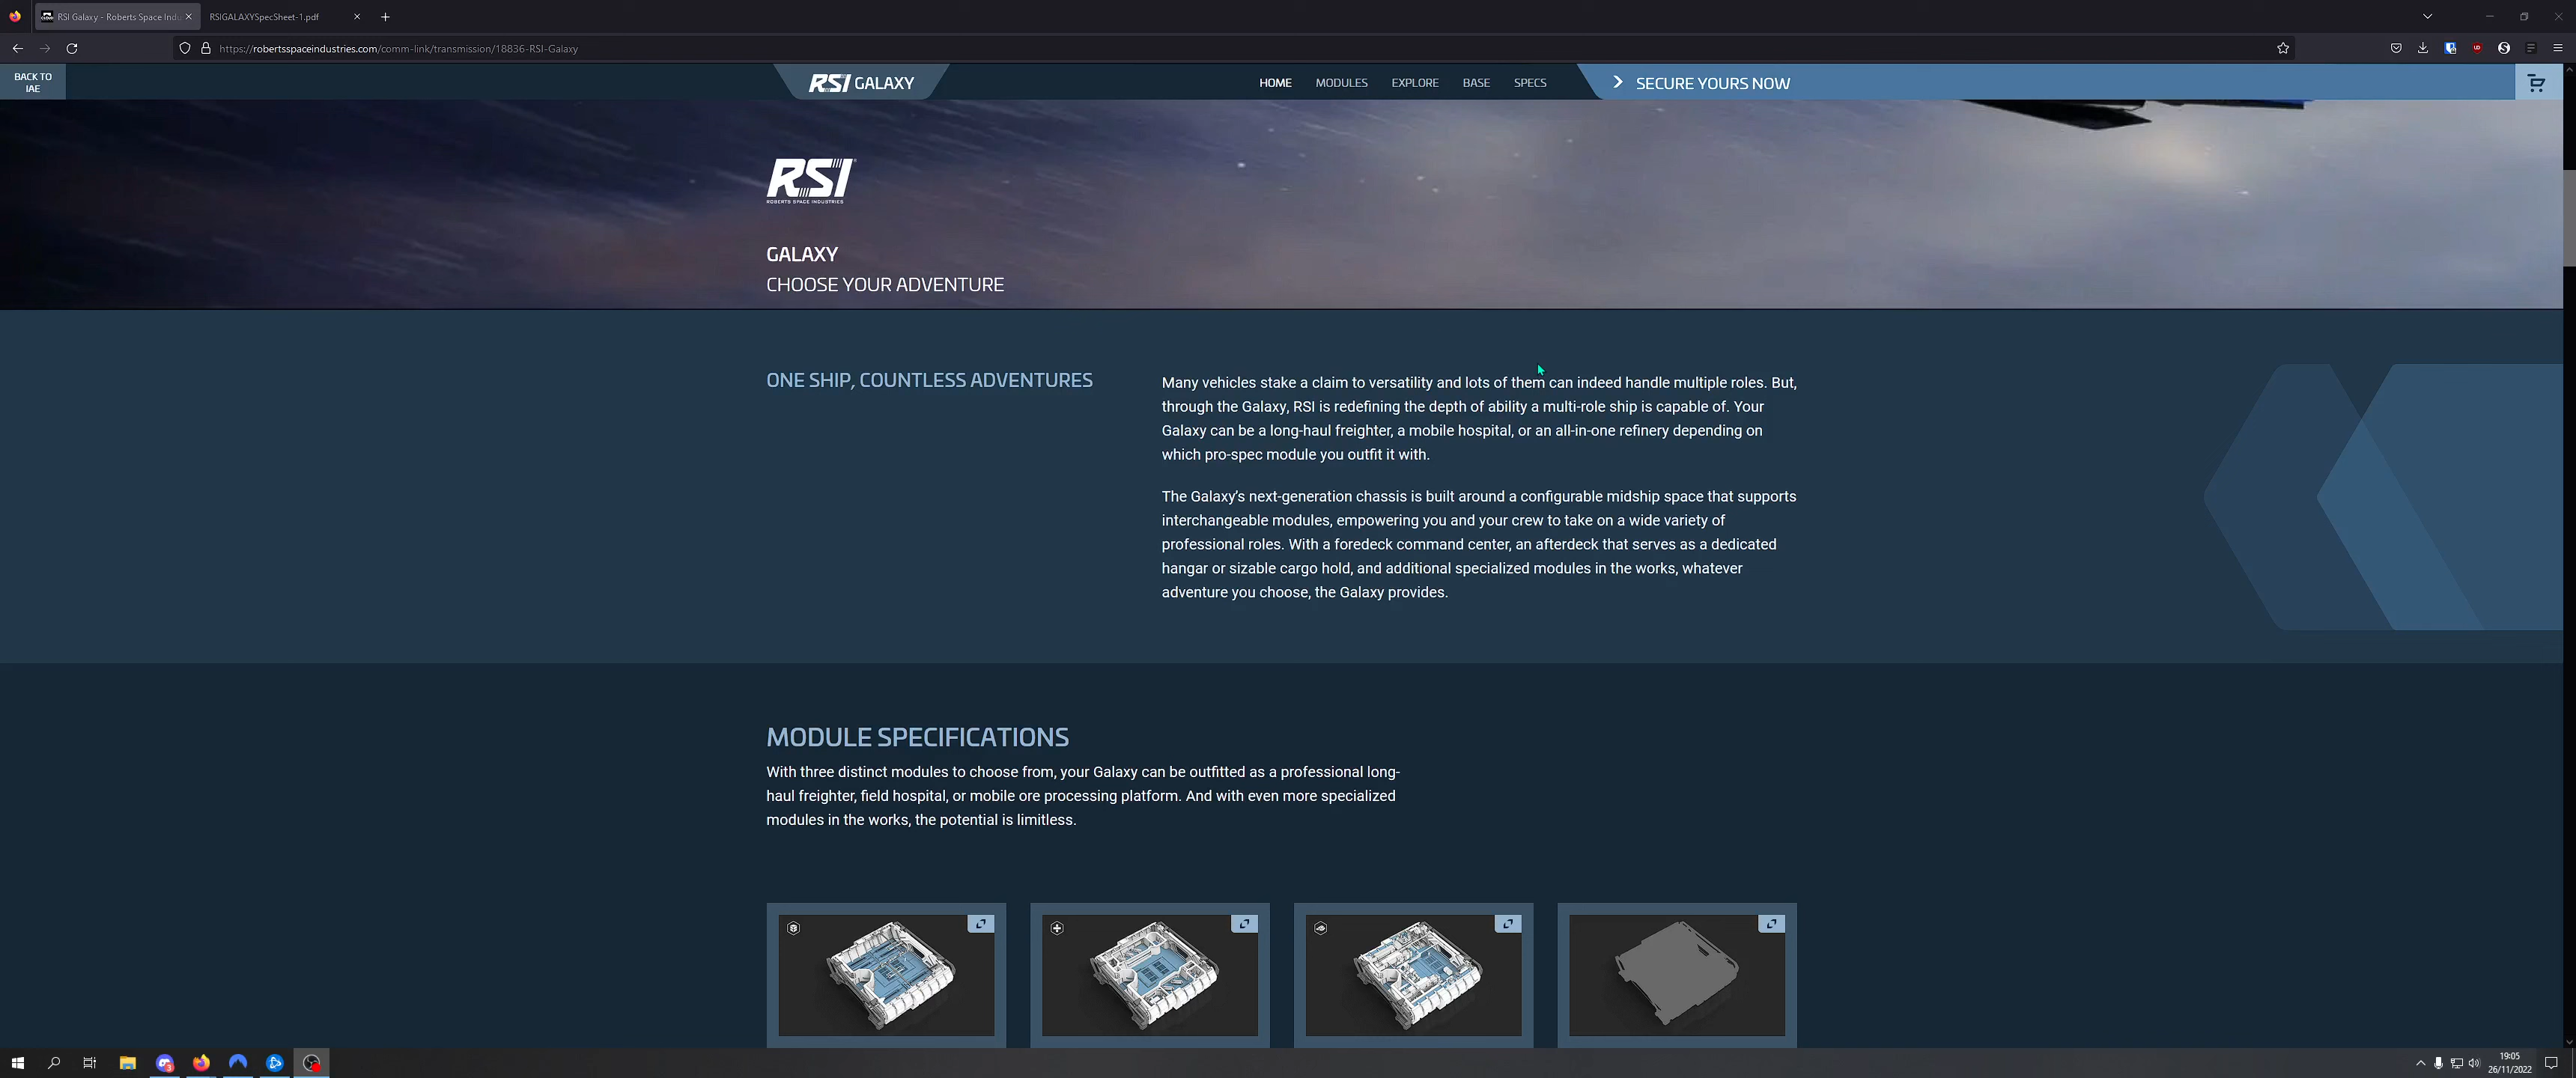 RSI Galaxy - Roberts Space Indu
RSIGALAXYSpecSheet-1.pdf
https://robertsspaceindustries.com/comm-link/transmission/18836-RSI-Galaxy
BACK TO
IAE
RSI GALAXY
HOME
MODULES
EXPLORE
BASE
SPECS
SECURE YOURS NOW
RSI
ROBERTS SPACE INDUSTRIES
GALAXY
CHOOSE YOUR ADVENTURE
ONE SHIP, COUNTLESS ADVENTURES
Many vehicles stake a claim to versatility and lots of them can indeed handle multiple roles. But,
through the Galaxy, RSI is redefining the depth of ability a multi-role ship is capable of. Your
Galaxy can be a long-haul freighter, a mobile hospital, or an all-in-one refinery depending on
which pro-spec module you outfit it with.
The Galaxy's next-generation chassis is built around a configurable midship space that supports
interchangeable modules, empowering you and your crew to take on a wide variety of
professional roles. With a foredeck command center, an afterdeck that serves as a dedicated
hangar or sizable cargo hold, and additional specialized modules in the works, whatever
adventure you choose, the Galaxy provides.
MODULE SPECIFICATIONS
With three distinct modules to choose from, your Galaxy can be outfitted as a professional long-
haul freighter, field hospital, or mobile ore processing platform. And with even more specialized
modules in the works, the potential is limitless.
3
19:05
26/11/2022